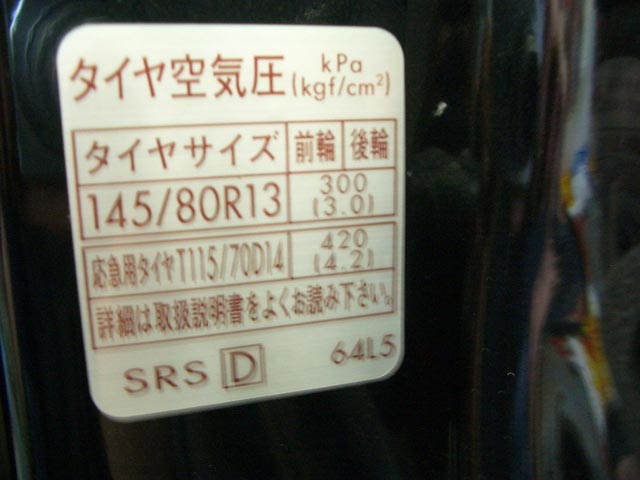 タイヤ空気圧 kPa (kgf/cm²)
タイヤサイズ 前輪 後輪
145/80R13 300 (3.0)
応急用タイヤT115/70D14 420 (4.2)
詳細は取扱説明書をよくお読み下さい。
SRS D 64L5